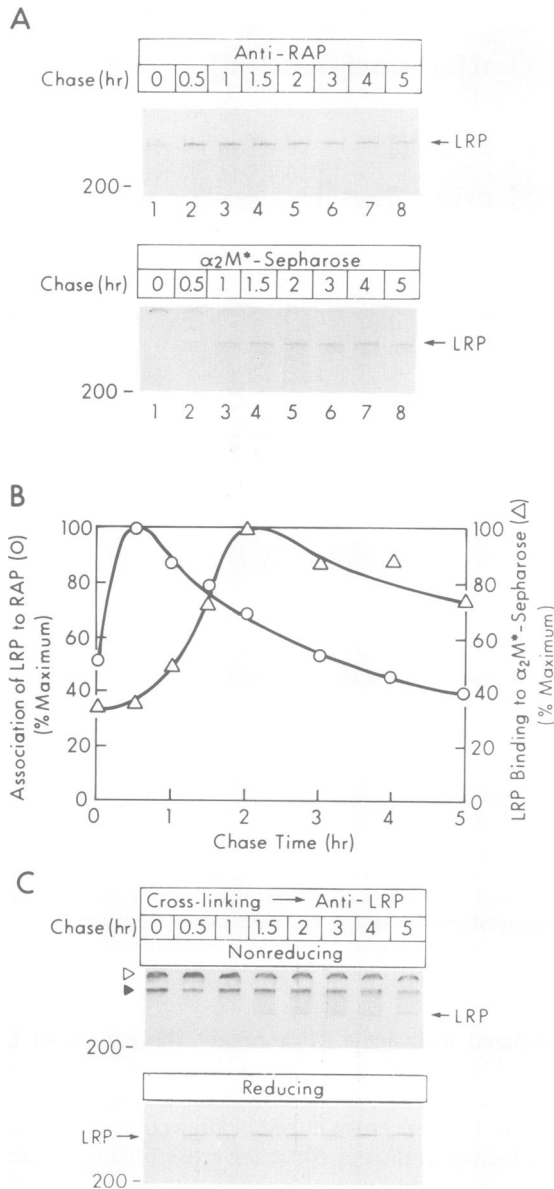 A
Anti-RAP
Chase (hr) 0 0.5 1 1.5 2 3 4 5
← LRP
200 -
1 2 3 4 5 6 7 8
α2M*-Sepharose
Chase (hr) 0 0.5 1 1.5 2 3 4 5
← LRP
200 -
1 2 3 4 5 6 7 8
B
Association of LRP to RAP (O)
(% Maximum)
100
80
60
40
20
0
0 1 2 3 4 5
Chase Time (hr)
100
80
60
40
20
0
LRP Binding to α2M*-Sepharose (△)
(% Maximum)
C
Cross-linking → Anti-LRP
Chase (hr) 0 0.5 1 1.5 2 3 4 5
Nonreducing
← LRP
200 -
Reducing
LRP →
200 -